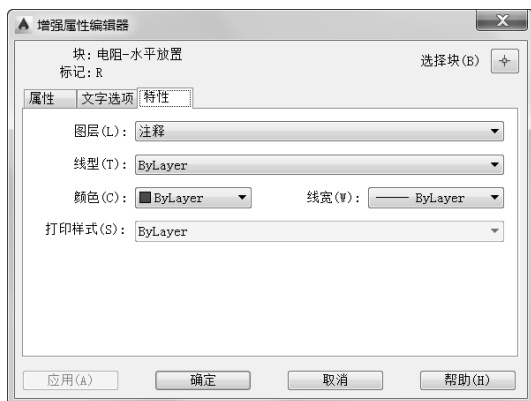 增强属性编辑器
块: 电阻-水平放置
标记: R
选择块(B)
属性 文字选项 特性
图层(L): 注释
线型(T): ByLayer
颜色(C): ByLayer 线宽(W): ByLayer
打印样式(S): ByLayer
应用(A) 确定 取消 帮助(H)